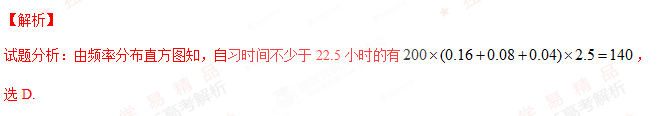 【解析】
试题分析：由频率分布直方图知，自习时间不少于 22.5 小时的有 200×(0.16+0.08+0.04)×2.5=140，
选 D.